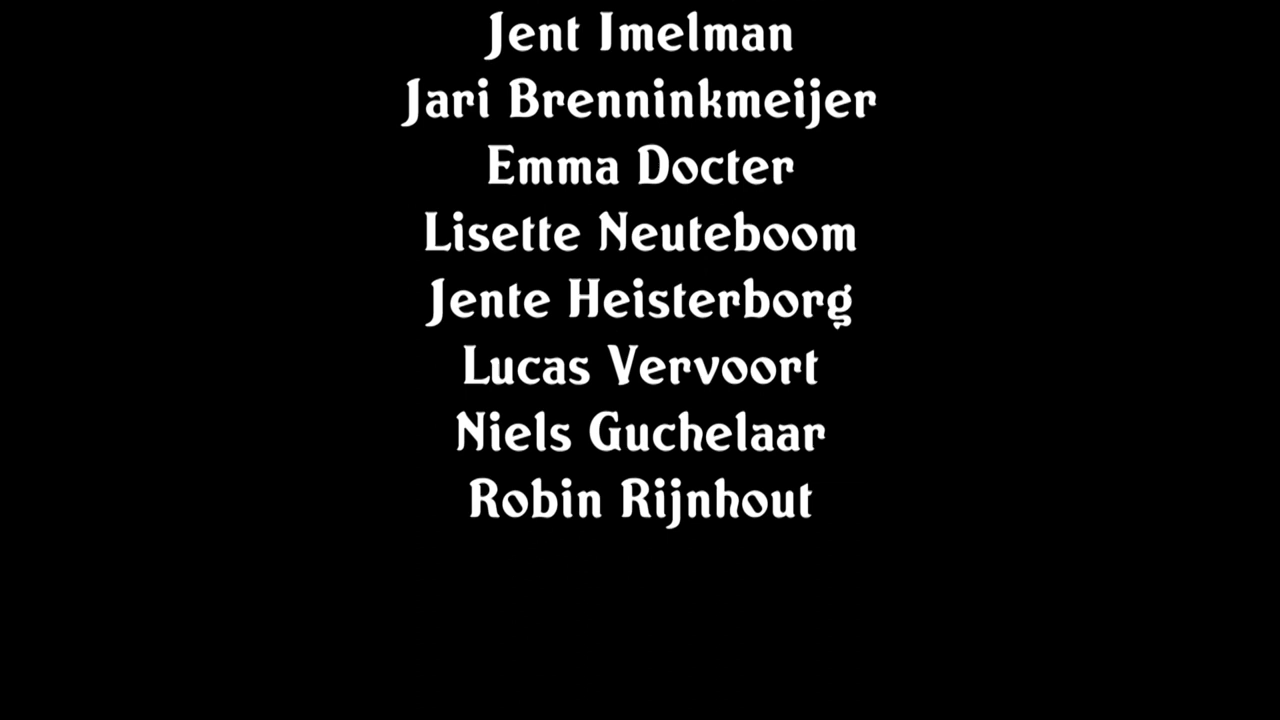 Jent Imelman
Jari Brenninkmeijer
Emma Docter
Lisette Neuteboom
Jente Heisterborg
Lucas Vervoort
Niels Guchelaar
Robin Rijnhout